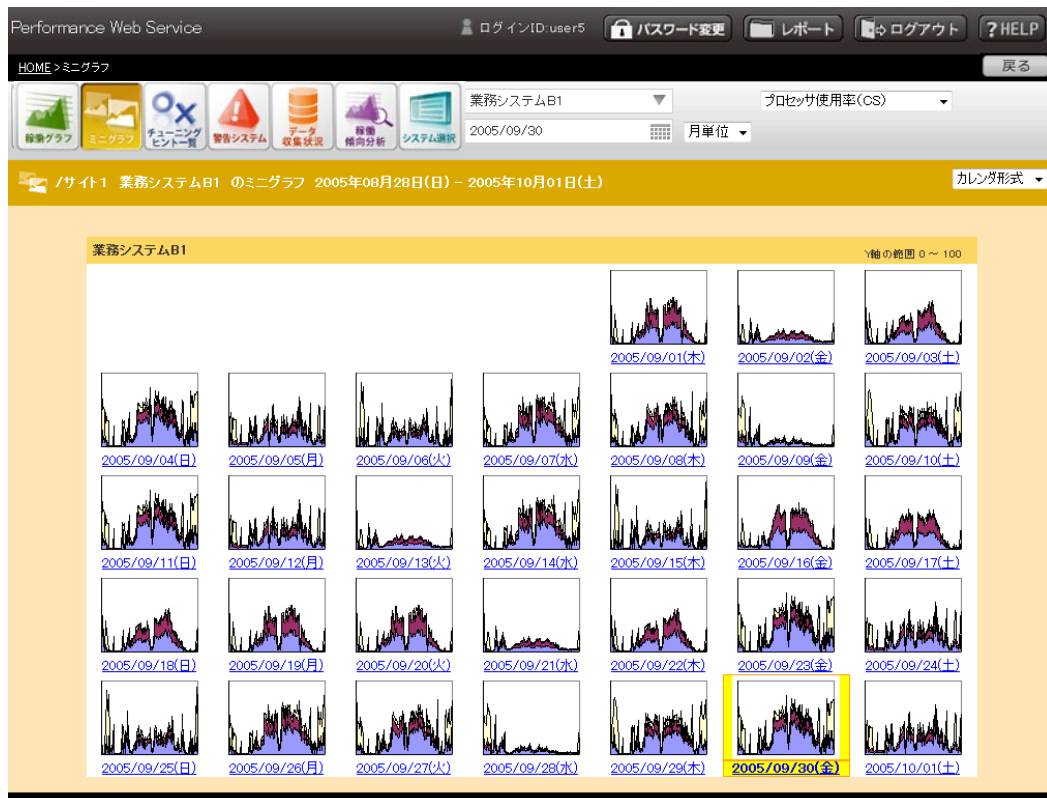 Performance Web Service
ログインID:user5
パスワード変更
レポート
ログアウト
?HELP
HOME>ミニグラフ
戻る
稼働グラフ
ミニグラフ
チューニング
ヒント一覧
警告システム
データ
収集状況
稼働
傾向分析
システム選択
業務システムB1
プロセッサ使用率(CS)
2005/09/30
月単位
/サイト1 業務システムB1 のミニグラフ 2005年08月28日(日) - 2005年10月01日(土)
カレンダ形式
業務システムB1
Y軸の範囲 0 ~ 100
2005/09/01(木) 2005/09/02(金) 2005/09/03(土)
2005/09/04(日) 2005/09/05(月) 2005/09/06(火) 2005/09/07(水) 2005/09/08(木) 2005/09/09(金) 2005/09/10(土)
2005/09/11(日) 2005/09/12(月) 2005/09/13(火) 2005/09/14(水) 2005/09/15(木) 2005/09/16(金) 2005/09/17(土)
2005/09/18(日) 2005/09/19(月) 2005/09/20(火) 2005/09/21(水) 2005/09/22(木) 2005/09/23(金) 2005/09/24(土)
2005/09/25(日) 2005/09/26(月) 2005/09/27(火) 2005/09/28(水) 2005/09/29(木) 2005/09/30(金) 2005/10/01(土)